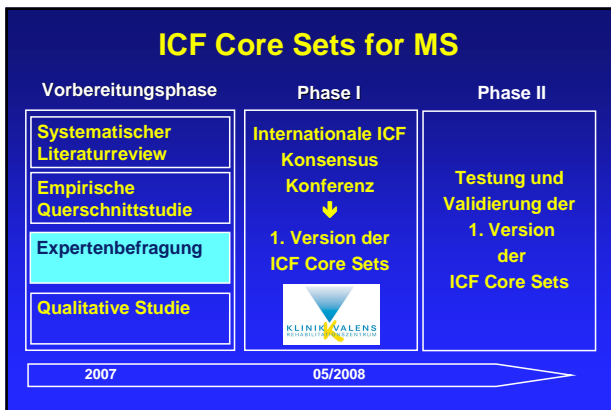 ICF Core Sets for MS
Vorbereitungsphase
Systematischer
Literaturreview
Empirische
Querschnittstudie
Expertenbefragung
Qualitative Studie
Phase I
Internationale ICF
Konsensus
Konferenz
1. Version der
ICF Core Sets
KLINIK VALENS
REHABILITATIONSZENTRUM
Phase II
Testung und
Validierung der
1. Version
der
ICF Core Sets
2007
05/2008